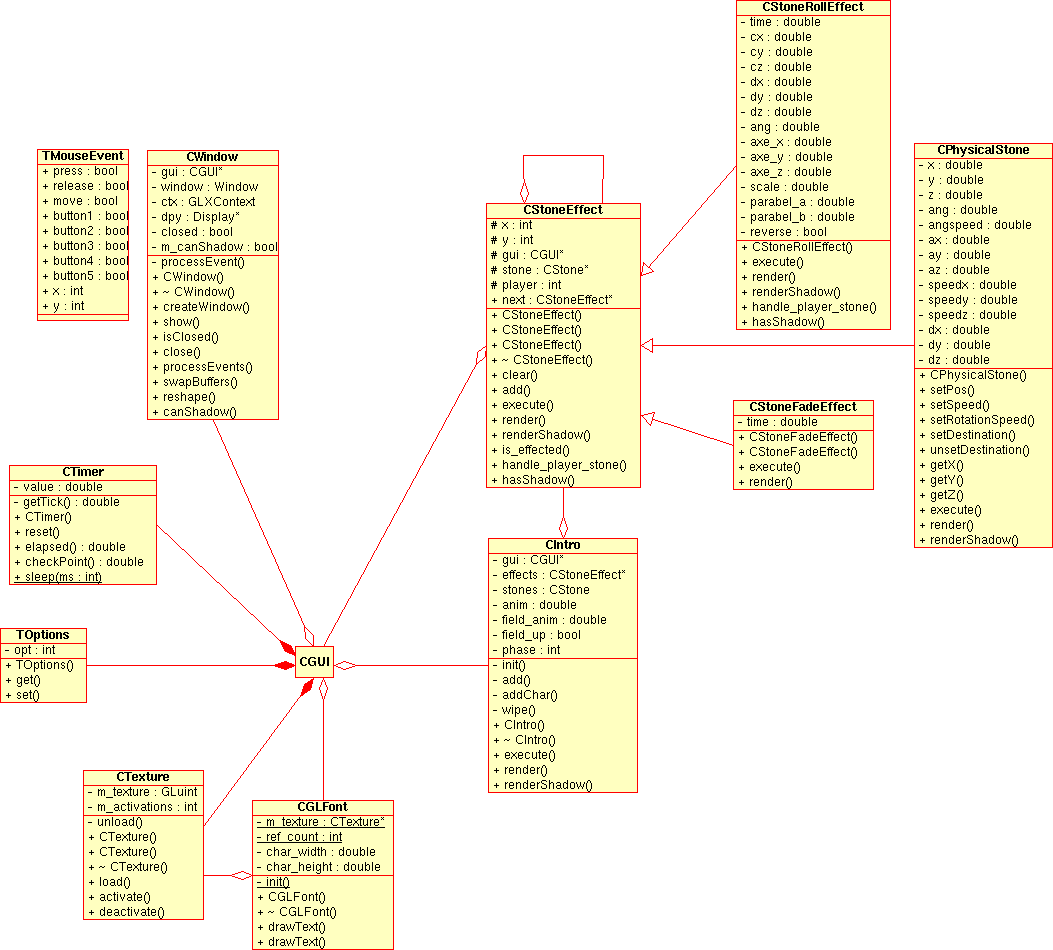 CStoneRollEffect
- time : double
- cx : double
- cy : double
- cz : double
- dx : double
- dy : double
- dz : double
- ang : double
- axe_x : double
- axe_y : double
- axe_z : double
- scale : double
- parabel_a : double
- parabel_b : double
- reverse : bool
+ CStoneRollEffect()
+ execute()
+ render()
+ renderShadow()
+ handle_player_stone()
+ hasShadow()
TMouseEvent
+ press : bool
+ release : bool
+ move : bool
+ button1 : bool
+ button2 : bool
+ button3 : bool
+ button4 : bool
+ button5 : bool
+ x : int
+ y : int
CWindow
- gui : CGUI*
- window : Window
- ctx : GLXContext
- dpy : Display*
- closed : bool
- m_canShadow : bool
- processEvent()
+ CWindow()
+ ~ CWindow()
+ createWindow()
+ show()
+ isClosed()
+ close()
+ processEvents()
+ swapBuffers()
+ reshape()
+ canShadow()
CStoneEffect
# x : int
# y : int
# gui : CGUI*
# stone : CStone*
# player : int
+ next : CStoneEffect*
+ CStoneEffect()
+ CStoneEffect()
+ CStoneEffect()
+ ~ CStoneEffect()
+ clear()
+ add()
+ execute()
+ render()
+ renderShadow()
+ is_effected()
+ handle_player_stone()
+ hasShadow()
CPhysicalStone
- x : double
- y : double
- z : double
- ang : double
- angspeed : double
- ax : double
- ay : double
- az : double
- speedx : double
- speedy : double
- speedz : double
- dx : double
- dy : double
- dz : double
+ CPhysicalStone()
+ setPos()
+ setSpeed()
+ setRotationSpeed()
+ setDestination()
+ unsetDestination()
+ getX()
+ getY()
+ getZ()
+ execute()
+ render()
+ renderShadow()
CStoneFadeEffect
- time : double
+ CStoneFadeEffect()
+ CStoneFadeEffect()
+ execute()
+ render()
CTimer
- value : double
- getTick() : double
+ CTimer()
+ reset()
+ elapsed() : double
+ checkPoint() : double
+ sleep(ms : int)
CIntro
- gui : CGUI*
- effects : CStoneEffect*
- stones : CStone
- anim : double
- field_anim : double
- field_up : bool
- phase : int
- init()
- add()
- addChar()
- wipe()
+ CIntro()
+ ~ CIntro()
+ execute()
+ render()
+ renderShadow()
TOptions
- opt : int
+ TOptions()
+ get()
+ set()
CGUI
CTexture
- m_texture : GLuint
- m_activations : int
- unload()
+ CTexture()
+ CTexture()
+ ~ CTexture()
+ load()
+ activate()
+ deactivate()
CGLFont
- m_texture : CTexture*
- ref_count : int
- char_width : double
- char_height : double
- init()
+ CGLFont()
+ ~ CGLFont()
+ drawText()
+ drawText()